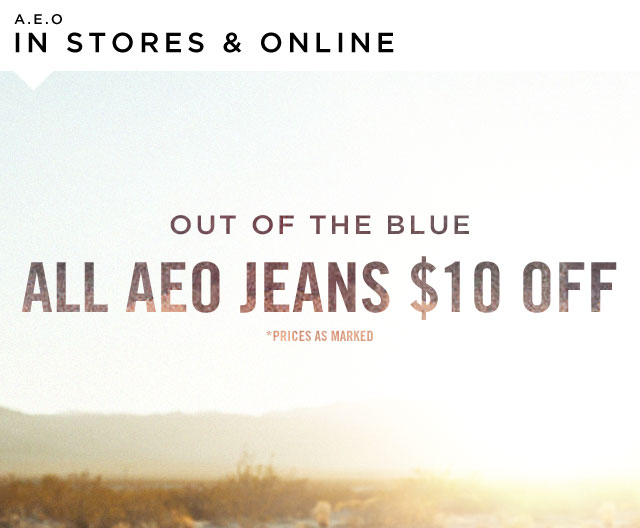 A.E.O
IN STORES & ONLINE
OUT OF THE BLUE
ALL AEO JEANS $10 OFF
*PRICES AS MARKED